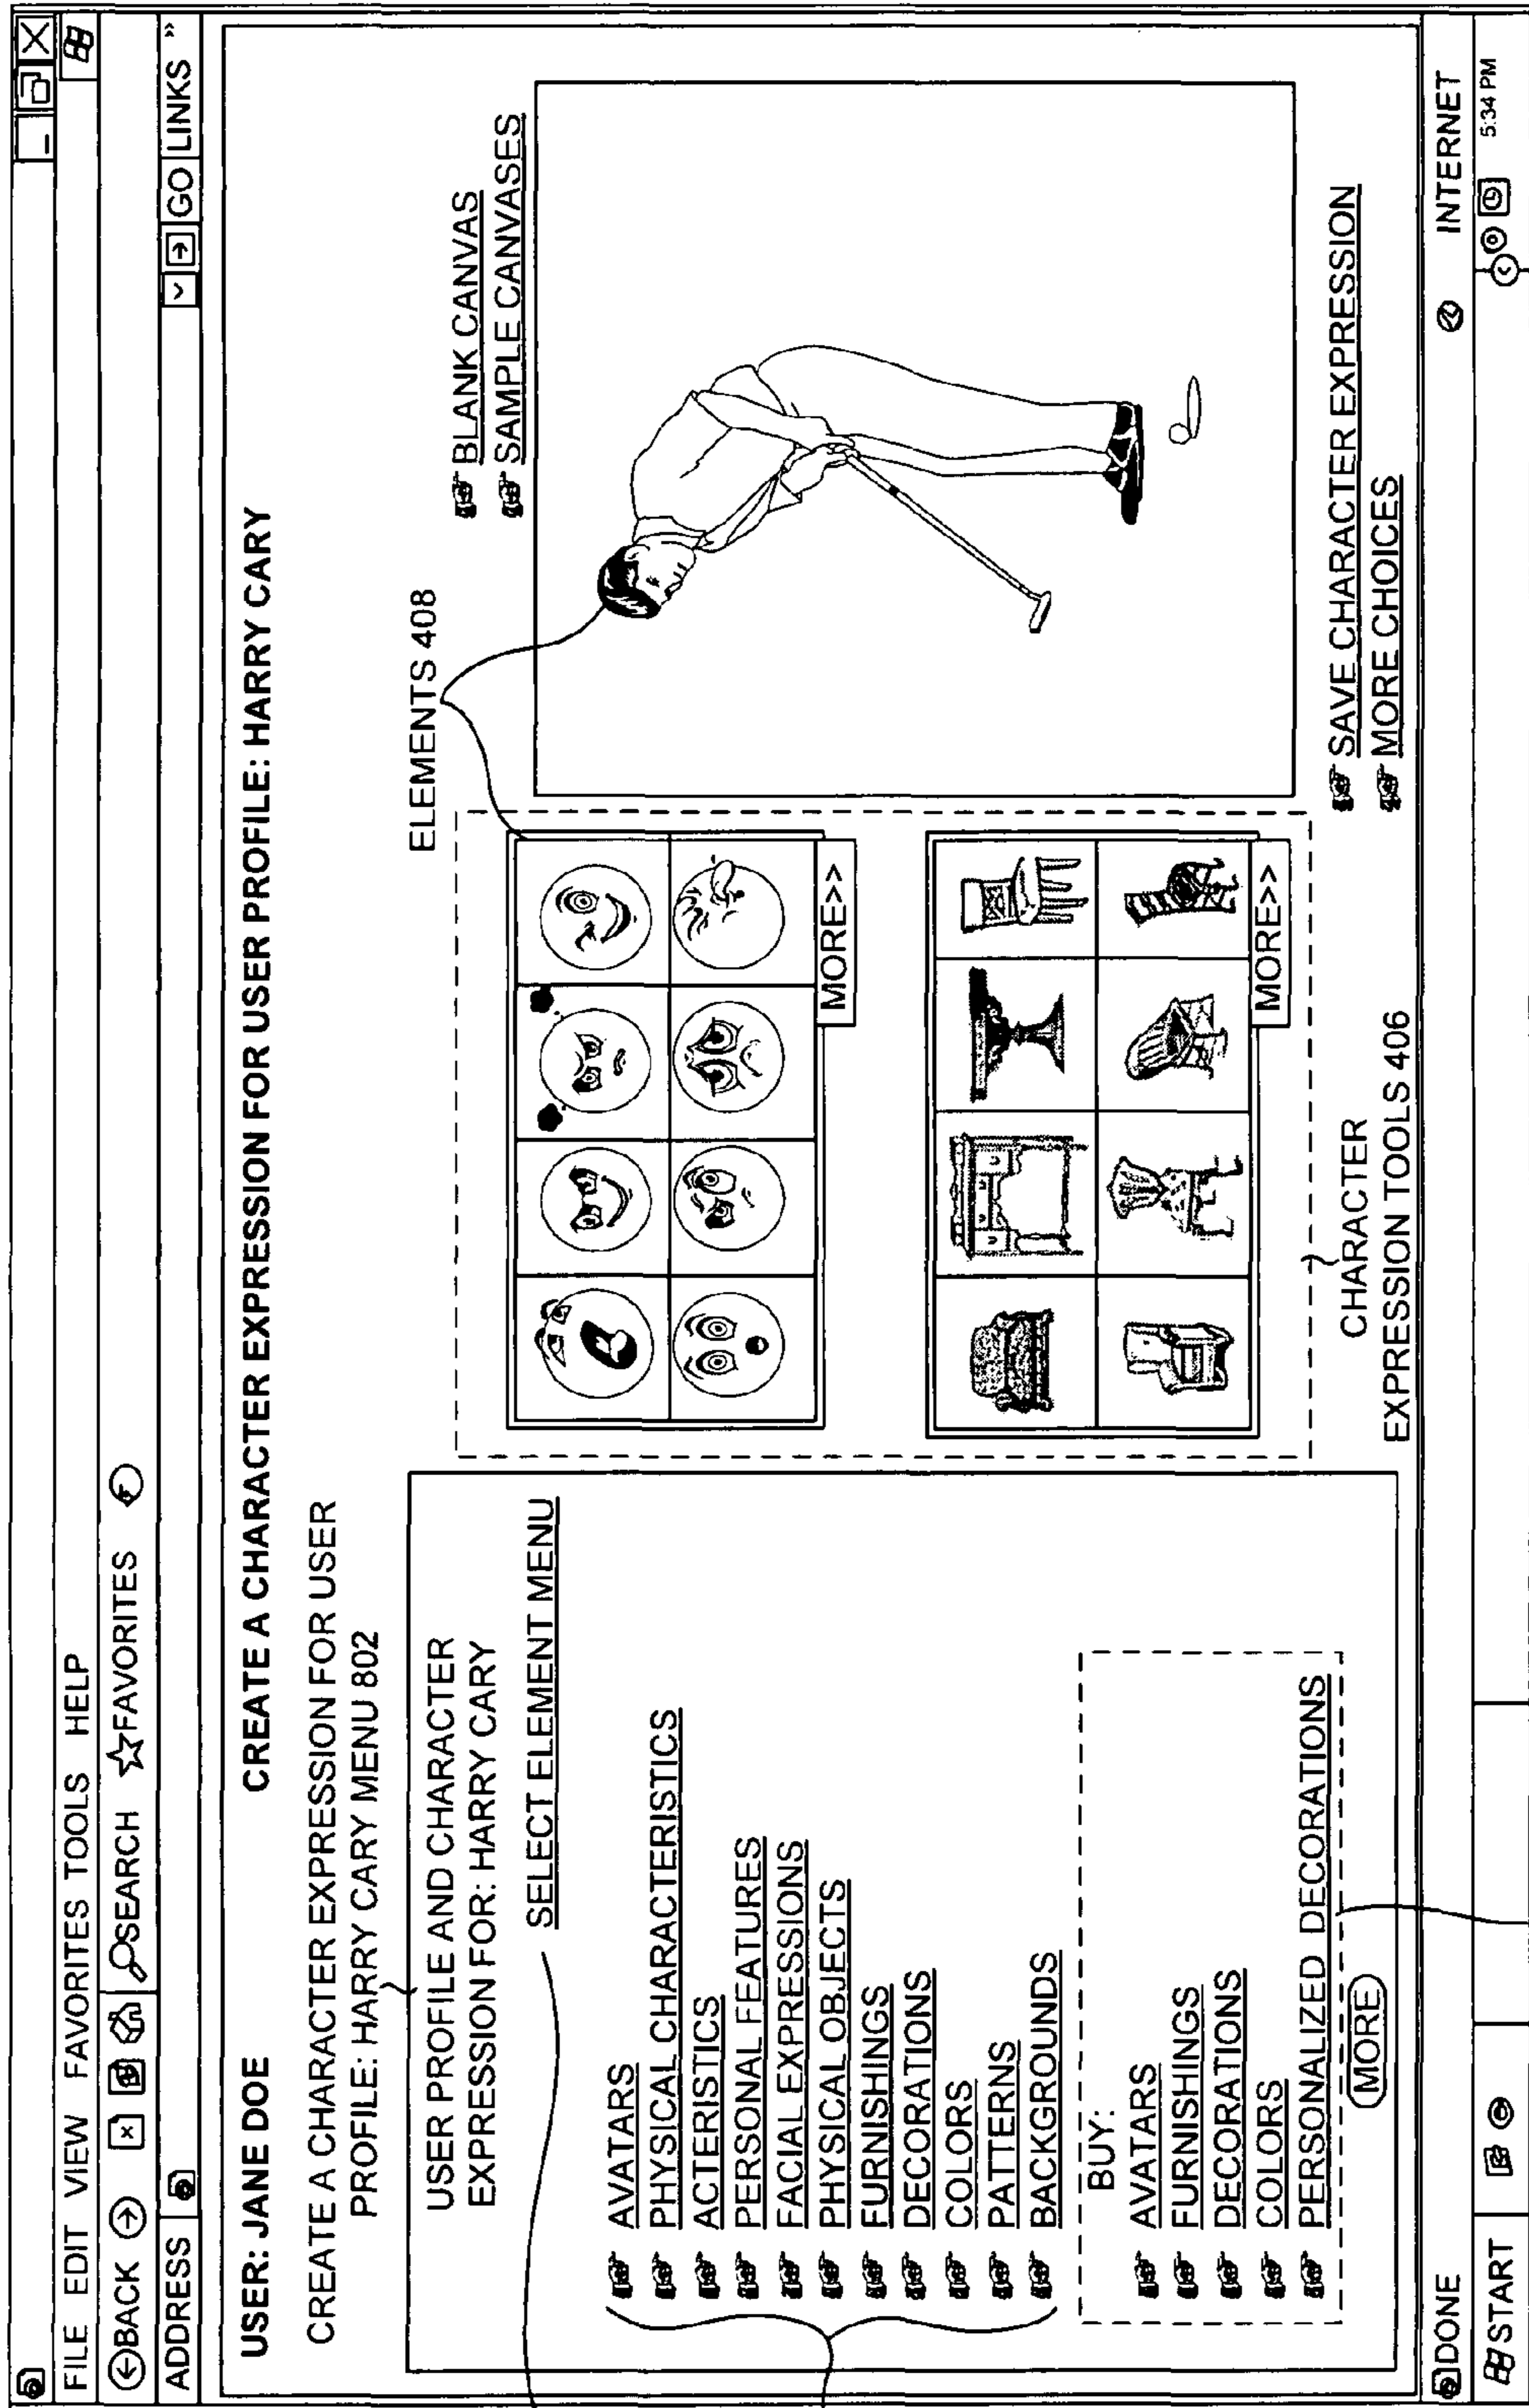 FILE EDIT VIEW FAVORITES TOOLS HELP
BACK SEARCH FAVORITES
ADDRESS GO LINKS »
USER: JANE DOE
CREATE A CHARACTER EXPRESSION FOR USER PROFILE: HARRY CARY
CREATE A CHARACTER EXPRESSION FOR USER
PROFILE: HARRY CARY MENU 802
USER PROFILE AND CHARACTER
EXPRESSION FOR: HARRY CARY
SELECT ELEMENT MENU
AVATARS
PHYSICAL CHARACTERISTICS
ACTERISTICS
PERSONAL FEATURES
FACIAL EXPRESSIONS
PHYSICAL OBJECTS
FURNISHINGS
DECORATIONS
COLORS
PATTERNS
BACKGROUNDS
BUY:
AVATARS
FURNISHINGS
DECORATIONS
COLORS
PERSONALIZED DECORATIONS
MORE
ELEMENTS 408
MORE>>
MORE>>
CHARACTER
EXPRESSION TOOLS 406
BLANK CANVAS
SAMPLE CANVASES
SAVE CHARACTER EXPRESSION
MORE CHOICES
DONE
INTERNET
START
5:34 PM